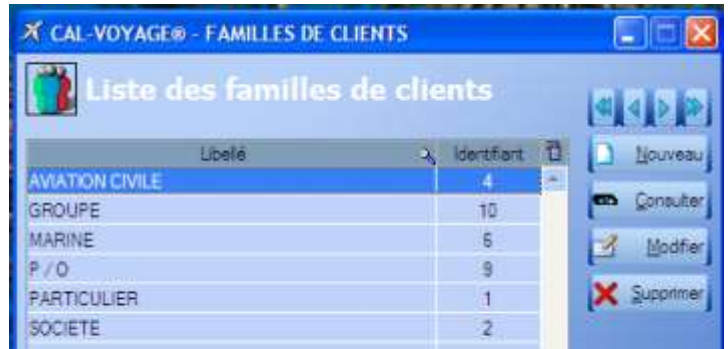 CAL-VOYAGE® - FAMILLES DE CLIENTS
Liste des familles de clients
Libellé Identifiant
AVIATION CIVILE 4
GROUPE 10
MARINE 6
P / O 9
PARTICULIER 1
SOCIETE 2
Nouveau
Consulter
Modifier
Supprimer